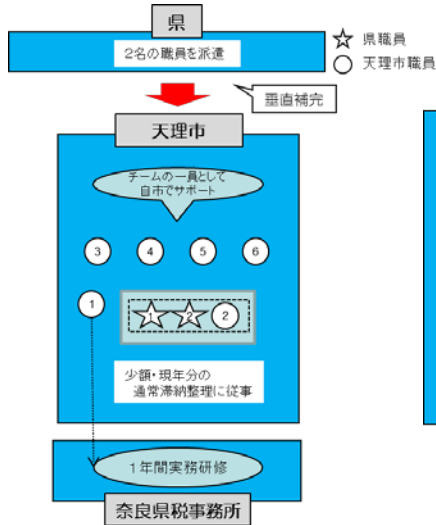 県
2名の職員を派遣
県職員
天理市職員
垂直補完
天理市
チームの一員として
自市でサポート
3 4 5 6
1
1 2 2
少額・現年分の
通常滞納整理に従事
1年間実務研修
奈良県税事務所